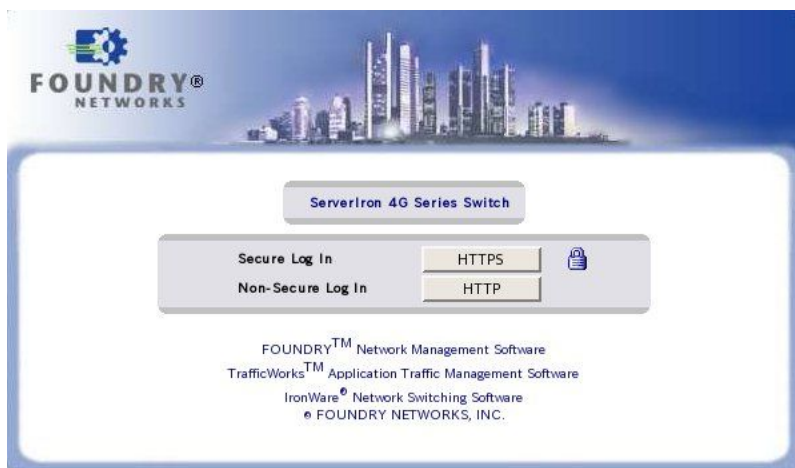 FOUNDRY®
NETWORKS
ServerIron 4G Series Switch
Secure Log In HTTPS
Non-Secure Log In HTTP
FOUNDRY™ Network Management Software
TrafficWorks™ Application Traffic Management Software
IronWare® Network Switching Software
© FOUNDRY NETWORKS, INC.